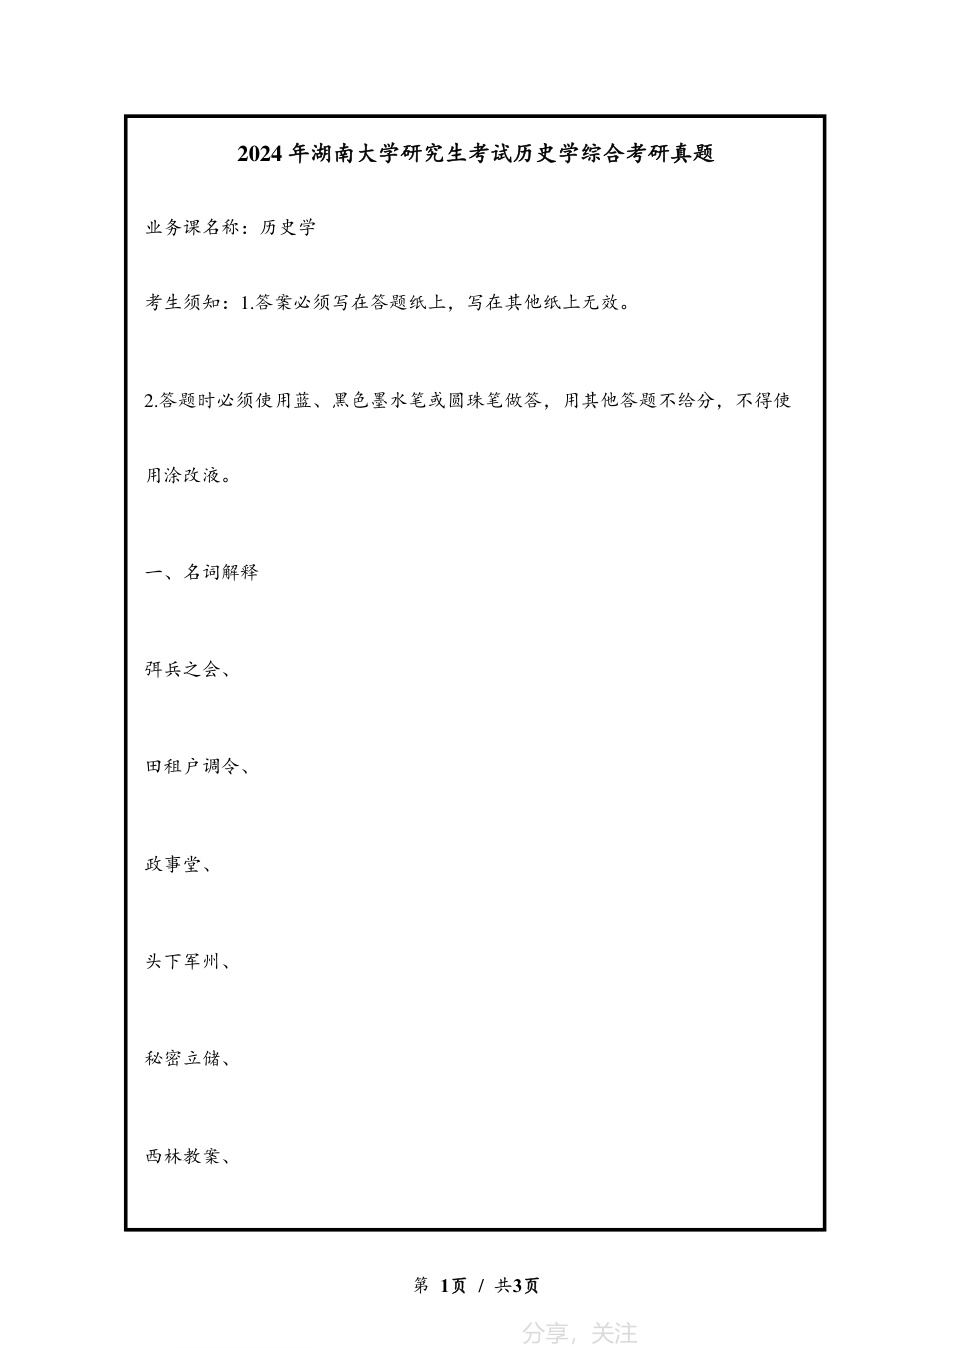 2024 年湖南大学研究生考试历史学综合考研真题
业务课名称：历史学
考生须知：1.答案必须写在答题纸上，写在其他纸上无效。
2.答题时必须使用蓝、黑色墨水笔或圆珠笔做答，用其他答题不给分，不得使
用涂改液。
一、名词解释
弭兵之会、
田租户调令、
政事堂、
头下军州、
秘密立储、
西林教案、
第 1页 / 共3页
分享，关注